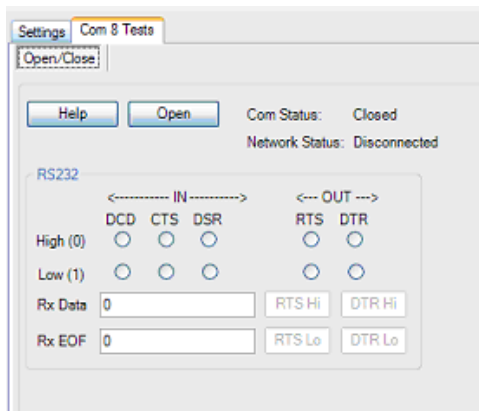 Settings Com 8 Tests
Open/Close
Help Open Com Status: Closed
Network Status: Disconnected
RS232
<----------- IN ----------> <--- OUT --->
DCD CTS DSR RTS DTR
High (0)
Low (1)
Rx Data 0 RTS Hi DTR Hi
Rx EOF 0 RTS Lo DTR Lo